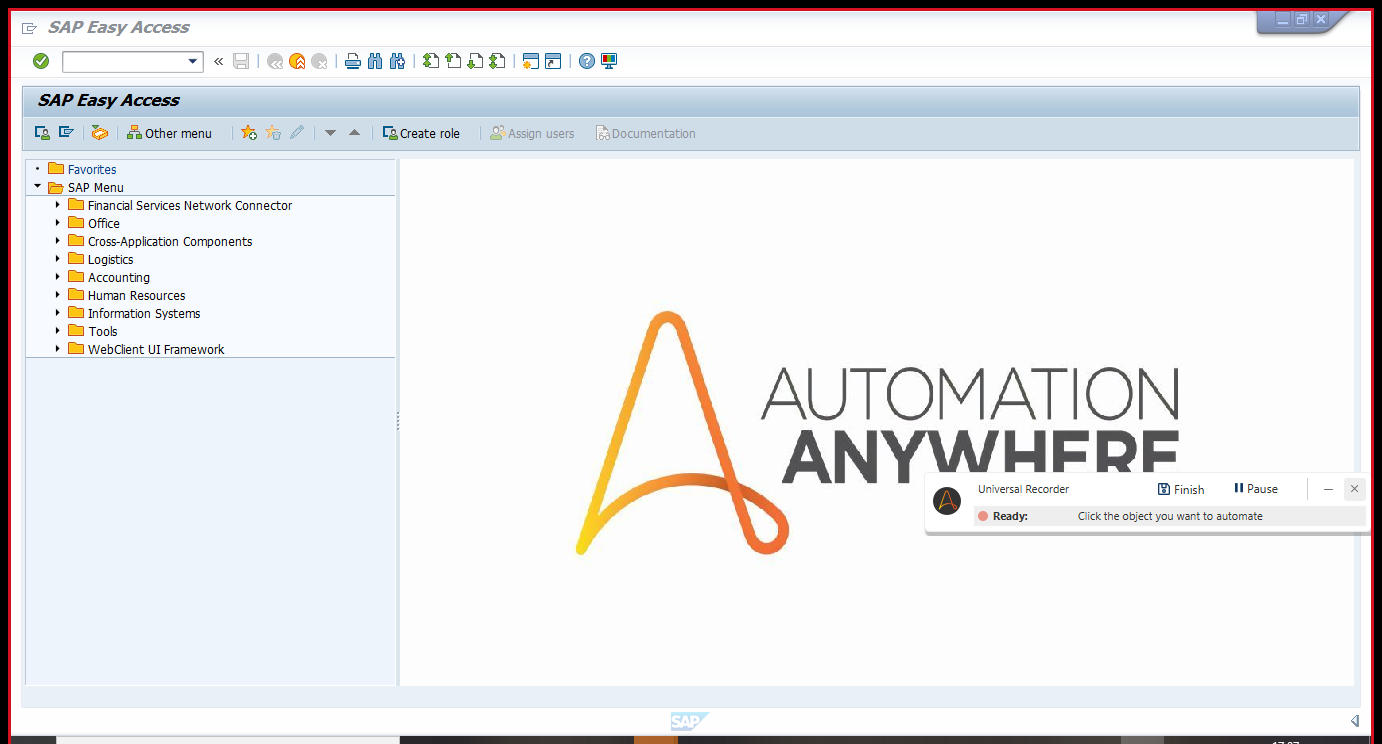 SAP Easy Access
SAP Easy Access
Other menu
Create role
Assign users
Documentation
Favorites
SAP Menu
Financial Services Network Connector
Office
Cross-Application Components
Logistics
Accounting
Human Resources
Information Systems
Tools
WebClient UI Framework
AUTOMATION
ANYWHERE
Universal Recorder
Finish
Pause
Ready:
Click the object you want to automate
SAP